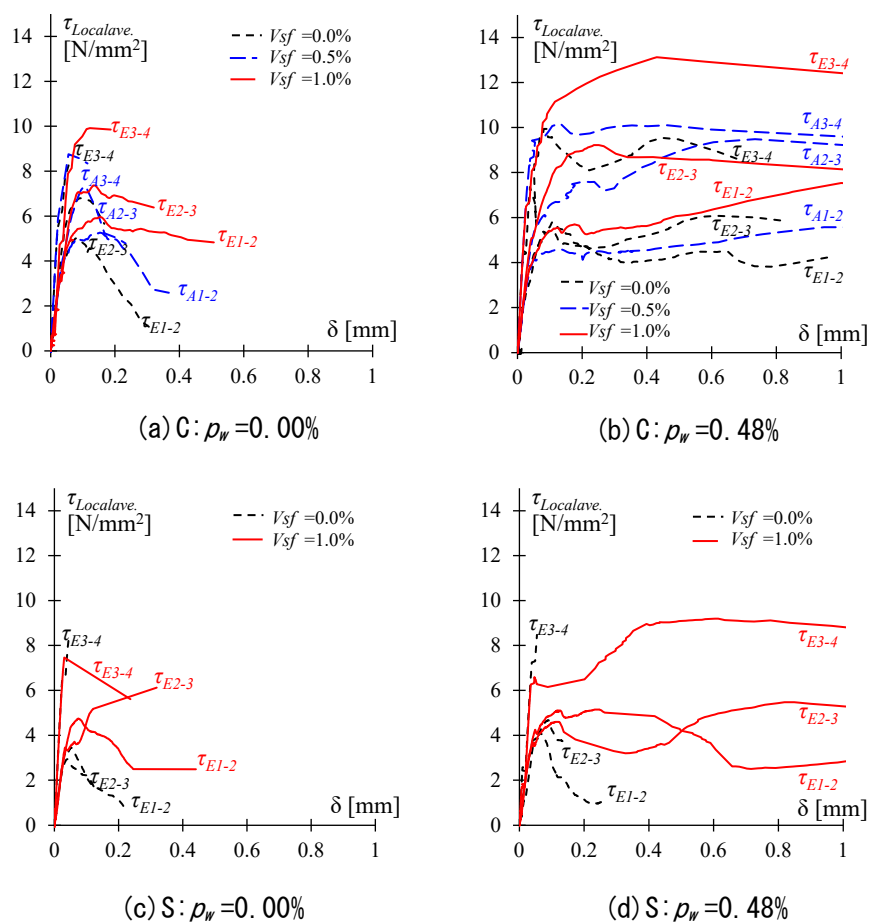 τLocalave.
[N/mm²]
14
12
10
8
6
4
2
0
Vsf =0.0%
Vsf =0.5%
Vsf =1.0%
τE3-4
τE3-4
τA3-4
τA2-3
τE2-3
τE2-3
τE1-2
τA1-2
τE1-2
δ [mm]
0 0.2 0.4 0.6 0.8 1
(a) C: pw=0.00%
τLocalave.
[N/mm²]
14
12
10
8
6
4
2
0
τE3-4
τA3-4
τE3-4
τA2-3
τE2-3
τE1-2
τA1-2
τE2-3
τE1-2
Vsf =0.0%
Vsf =0.5%
Vsf =1.0%
δ [mm]
0 0.2 0.4 0.6 0.8 1
(b) C: pw=0.48%
τLocalave.
[N/mm²]
14
12
10
8
6
4
2
0
Vsf =0.0%
Vsf =1.0%
τE3-4
τE3-4
τE2-3
τE2-3
τE1-2
τE1-2
δ [mm]
0 0.2 0.4 0.6 0.8 1
(c) S: pw=0.00%
τLocalave.
[N/mm²]
14
12
10
8
6
4
2
0
Vsf =0.0%
Vsf =1.0%
τE3-4
τE3-4
τE2-3
τE2-3
τE1-2
τE1-2
δ [mm]
0 0.2 0.4 0.6 0.8 1
(d) S: pw=0.48%